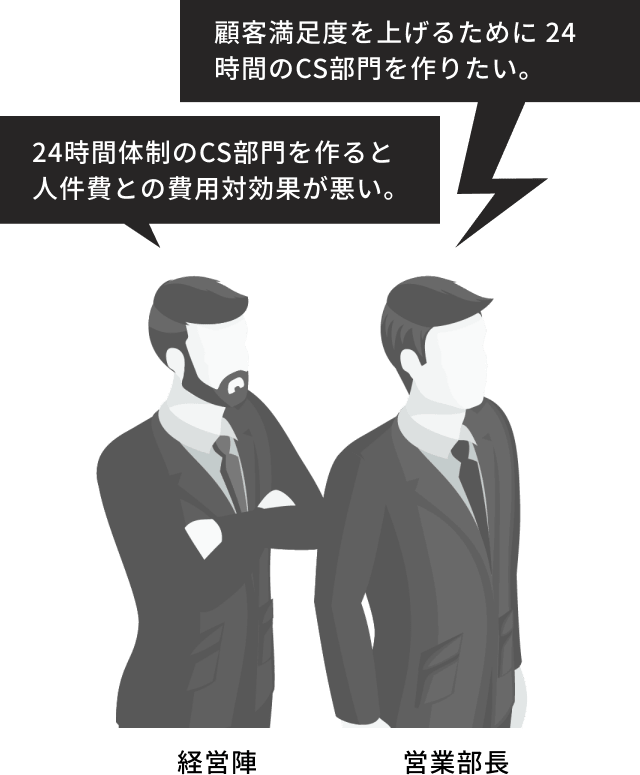 顧客満足度を上げるために 24
時間のCS部門を作りたい。
24時間体制のCS部門を作ると
人件費との費用対効果が悪い。
経営陣
営業部長